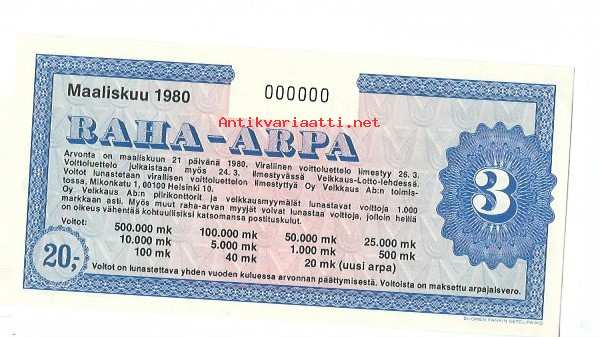 Maaliskuu 1980
000000
Antikvariaatti.net
RAHA-ARPA
Arvonta on maaliskuun 21 päivänä 1980. Virallinen voittoluettelo ilmestyy 26.3.
Voittoluettelo julkaistaan myös 24.3. ilmestyvässä Veikkaus-Lotto-lehdessä.
Voitot lunastetaan virallisen voittoluettelon ilmestyttyä Oy Veikkaus Ab:n toimis-
tossa, Mikonkatu 1, 00100 Helsinki 10.
Oy Veikkaus Ab:n piirikonttorit ja veikkausmyymälät lunastavat voittoja 1.000
markkaan asti. Myös muut raha-arvan myyjät voivat lunastaa voittoja, jolloin heillä
on oikeus vähentää kohtuulliseksi katsomansa postituskulut.
3
Voitot:
500.000 mk 100.000 mk 50.000 mk 25.000 mk
10.000 mk 5.000 mk 1.000 mk 500 mk
100 mk 40 mk 20 mk (uusi arpa)
20,-
Voitot on lunastettava yhden vuoden kuluessa arvonnan päättymisestä. Voitoista on maksettu arpajaisvero.
SUOMEN PANKIN SETELIPAINO